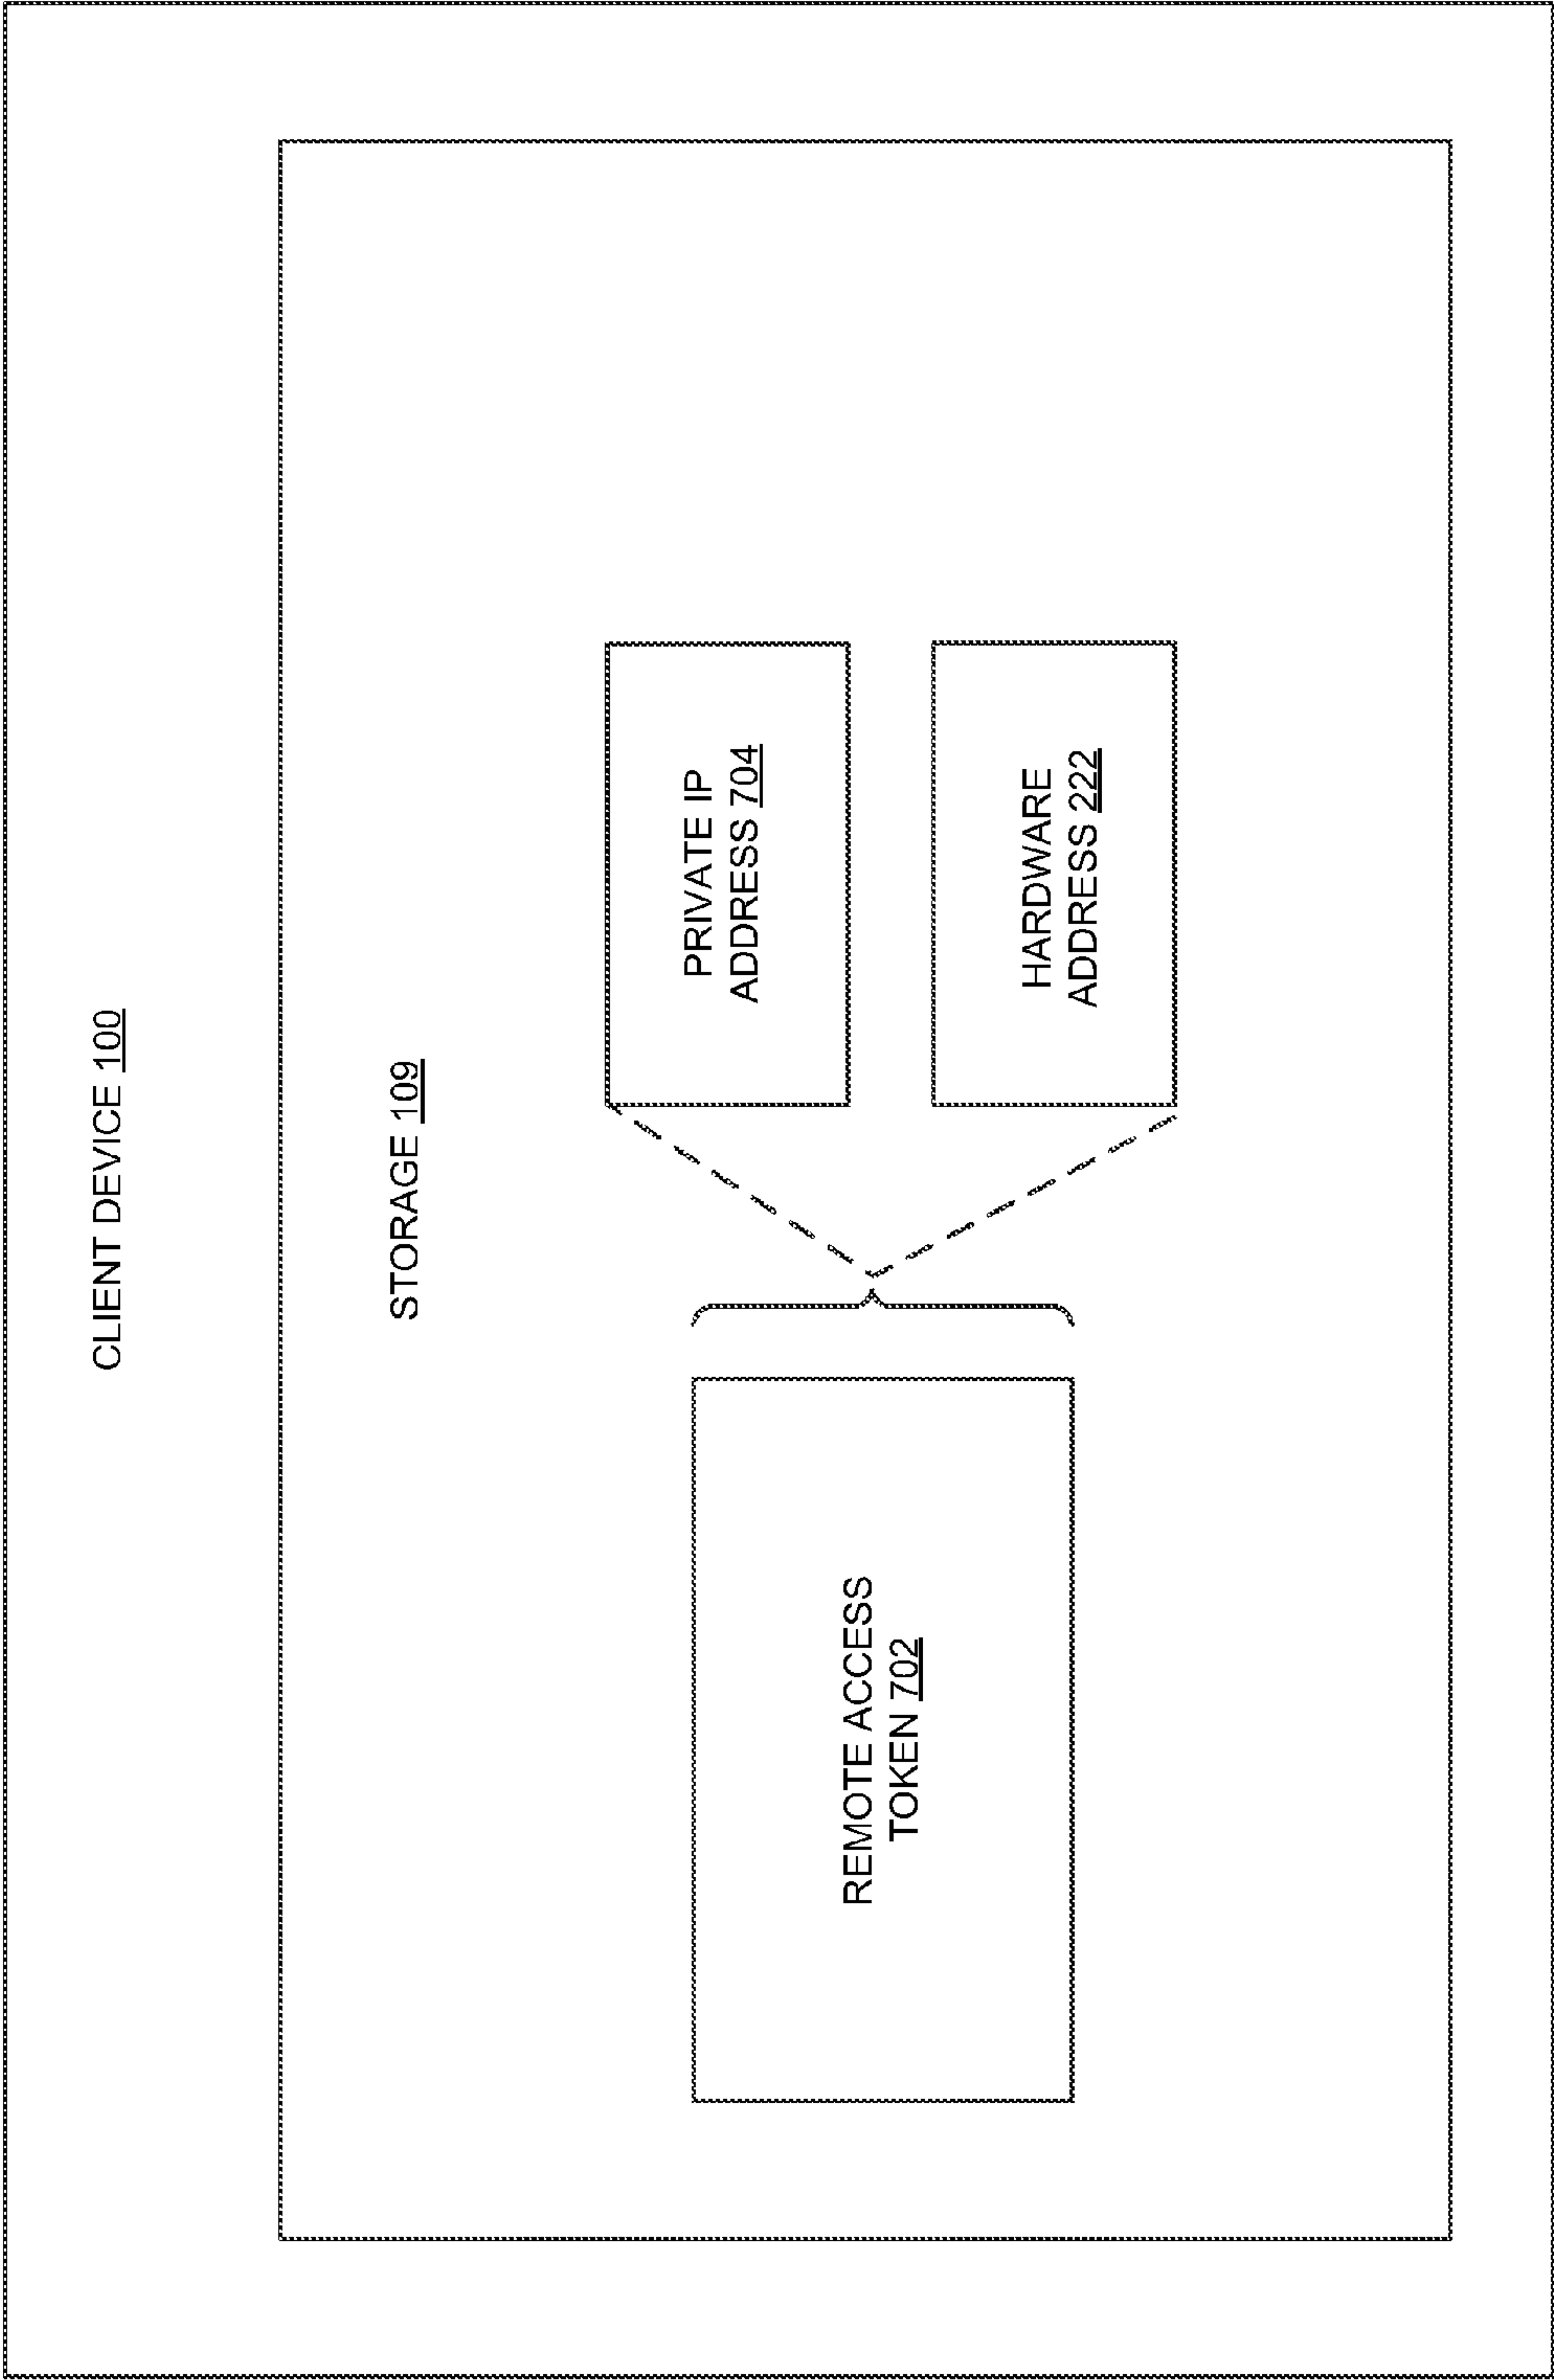 CLIENT DEVICE 100
STORAGE 109
REMOTE ACCESS
TOKEN 702
PRIVATE IP
ADDRESS 704
HARDWARE
ADDRESS 222